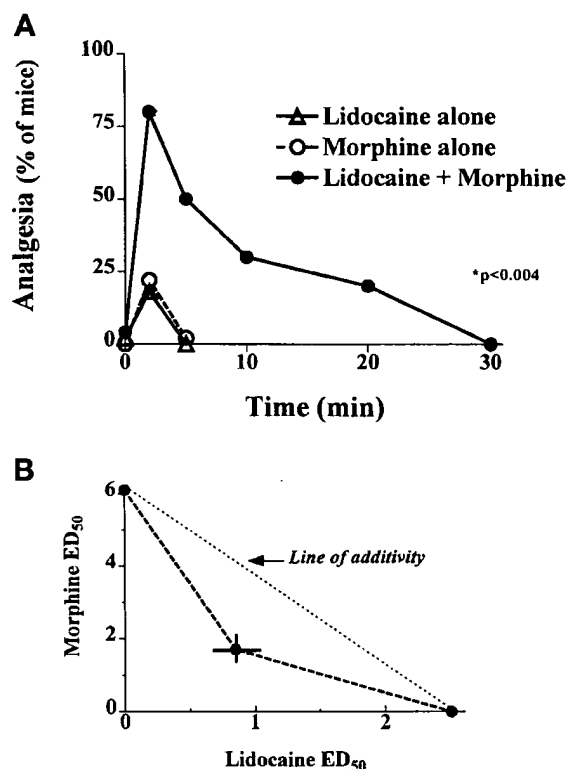 A
100
75
50
25
0
Analgesia (% of mice)
Lidocaine alone
Morphine alone
Lidocaine + Morphine
*p<0.004
0 10 20 30
Time (min)
B
6
4
2
0
Morphine ED50
Line of additivity
0 1 2
Lidocaine ED50